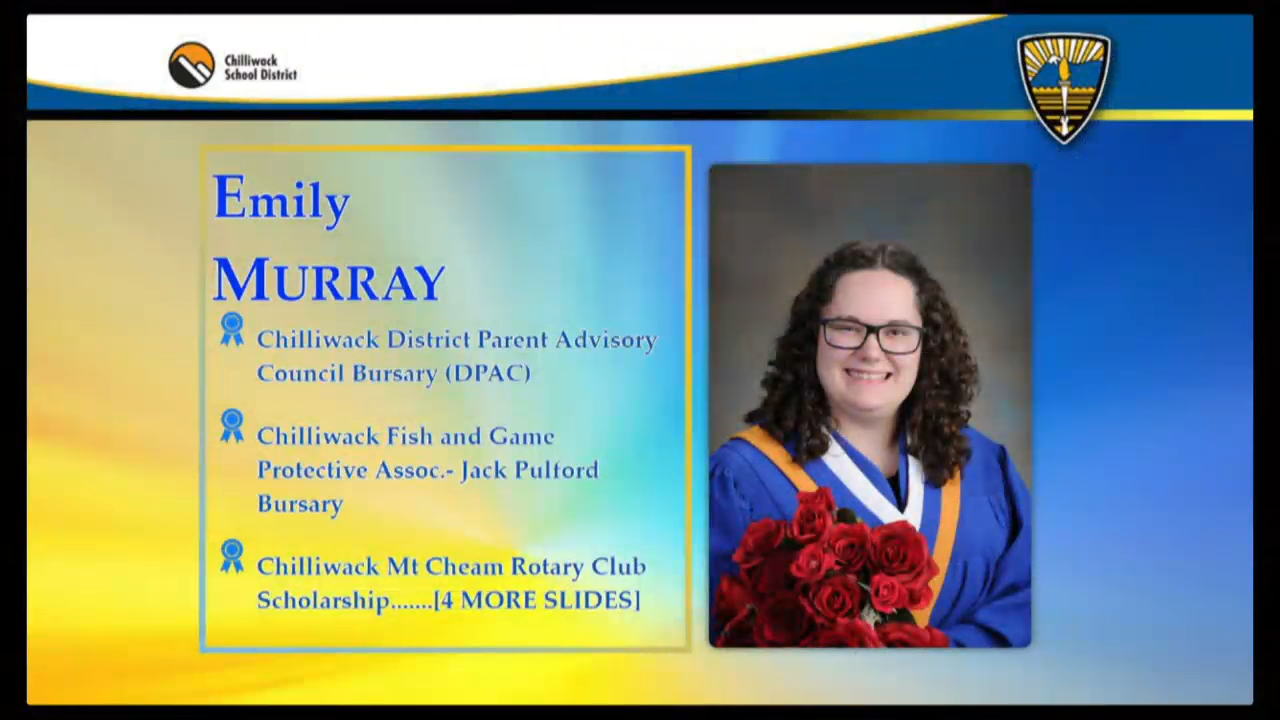 Chilliwack
School District
Emily
MURRAY
Chilliwack District Parent Advisory
Council Bursary (DPAC)
Chilliwack Fish and Game
Protective Assoc.- Jack Pulford
Bursary
Chilliwack Mt Cheam Rotary Club
Scholarship.......[4 MORE SLIDES]